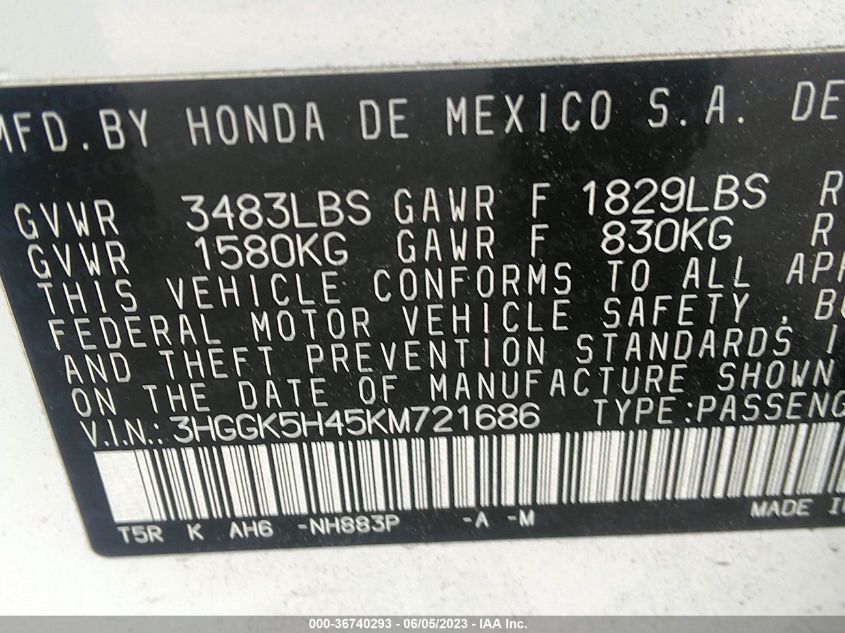 MFD.BY HONDA DE MEXICO S.A. DE
GVWR 3483LBS GAWR F 1829LBS R
GVWR 1580KG GAWR F 830KG R
THIS VEHICLE CONFORMS TO ALL
FEDERAL MOTOR VEHICLE SAFETY,
AND THEFT PREVENTION STANDARDS
ON THE DATE OF MANUFACTURE SHOWN
V.I.N.: 3HGGK5H45KM721686 TYPE:PASSENG
T5R K AH6 -NH883P -A -M MADE
000-36740293 - 06/05/2023 - IAA Inc.